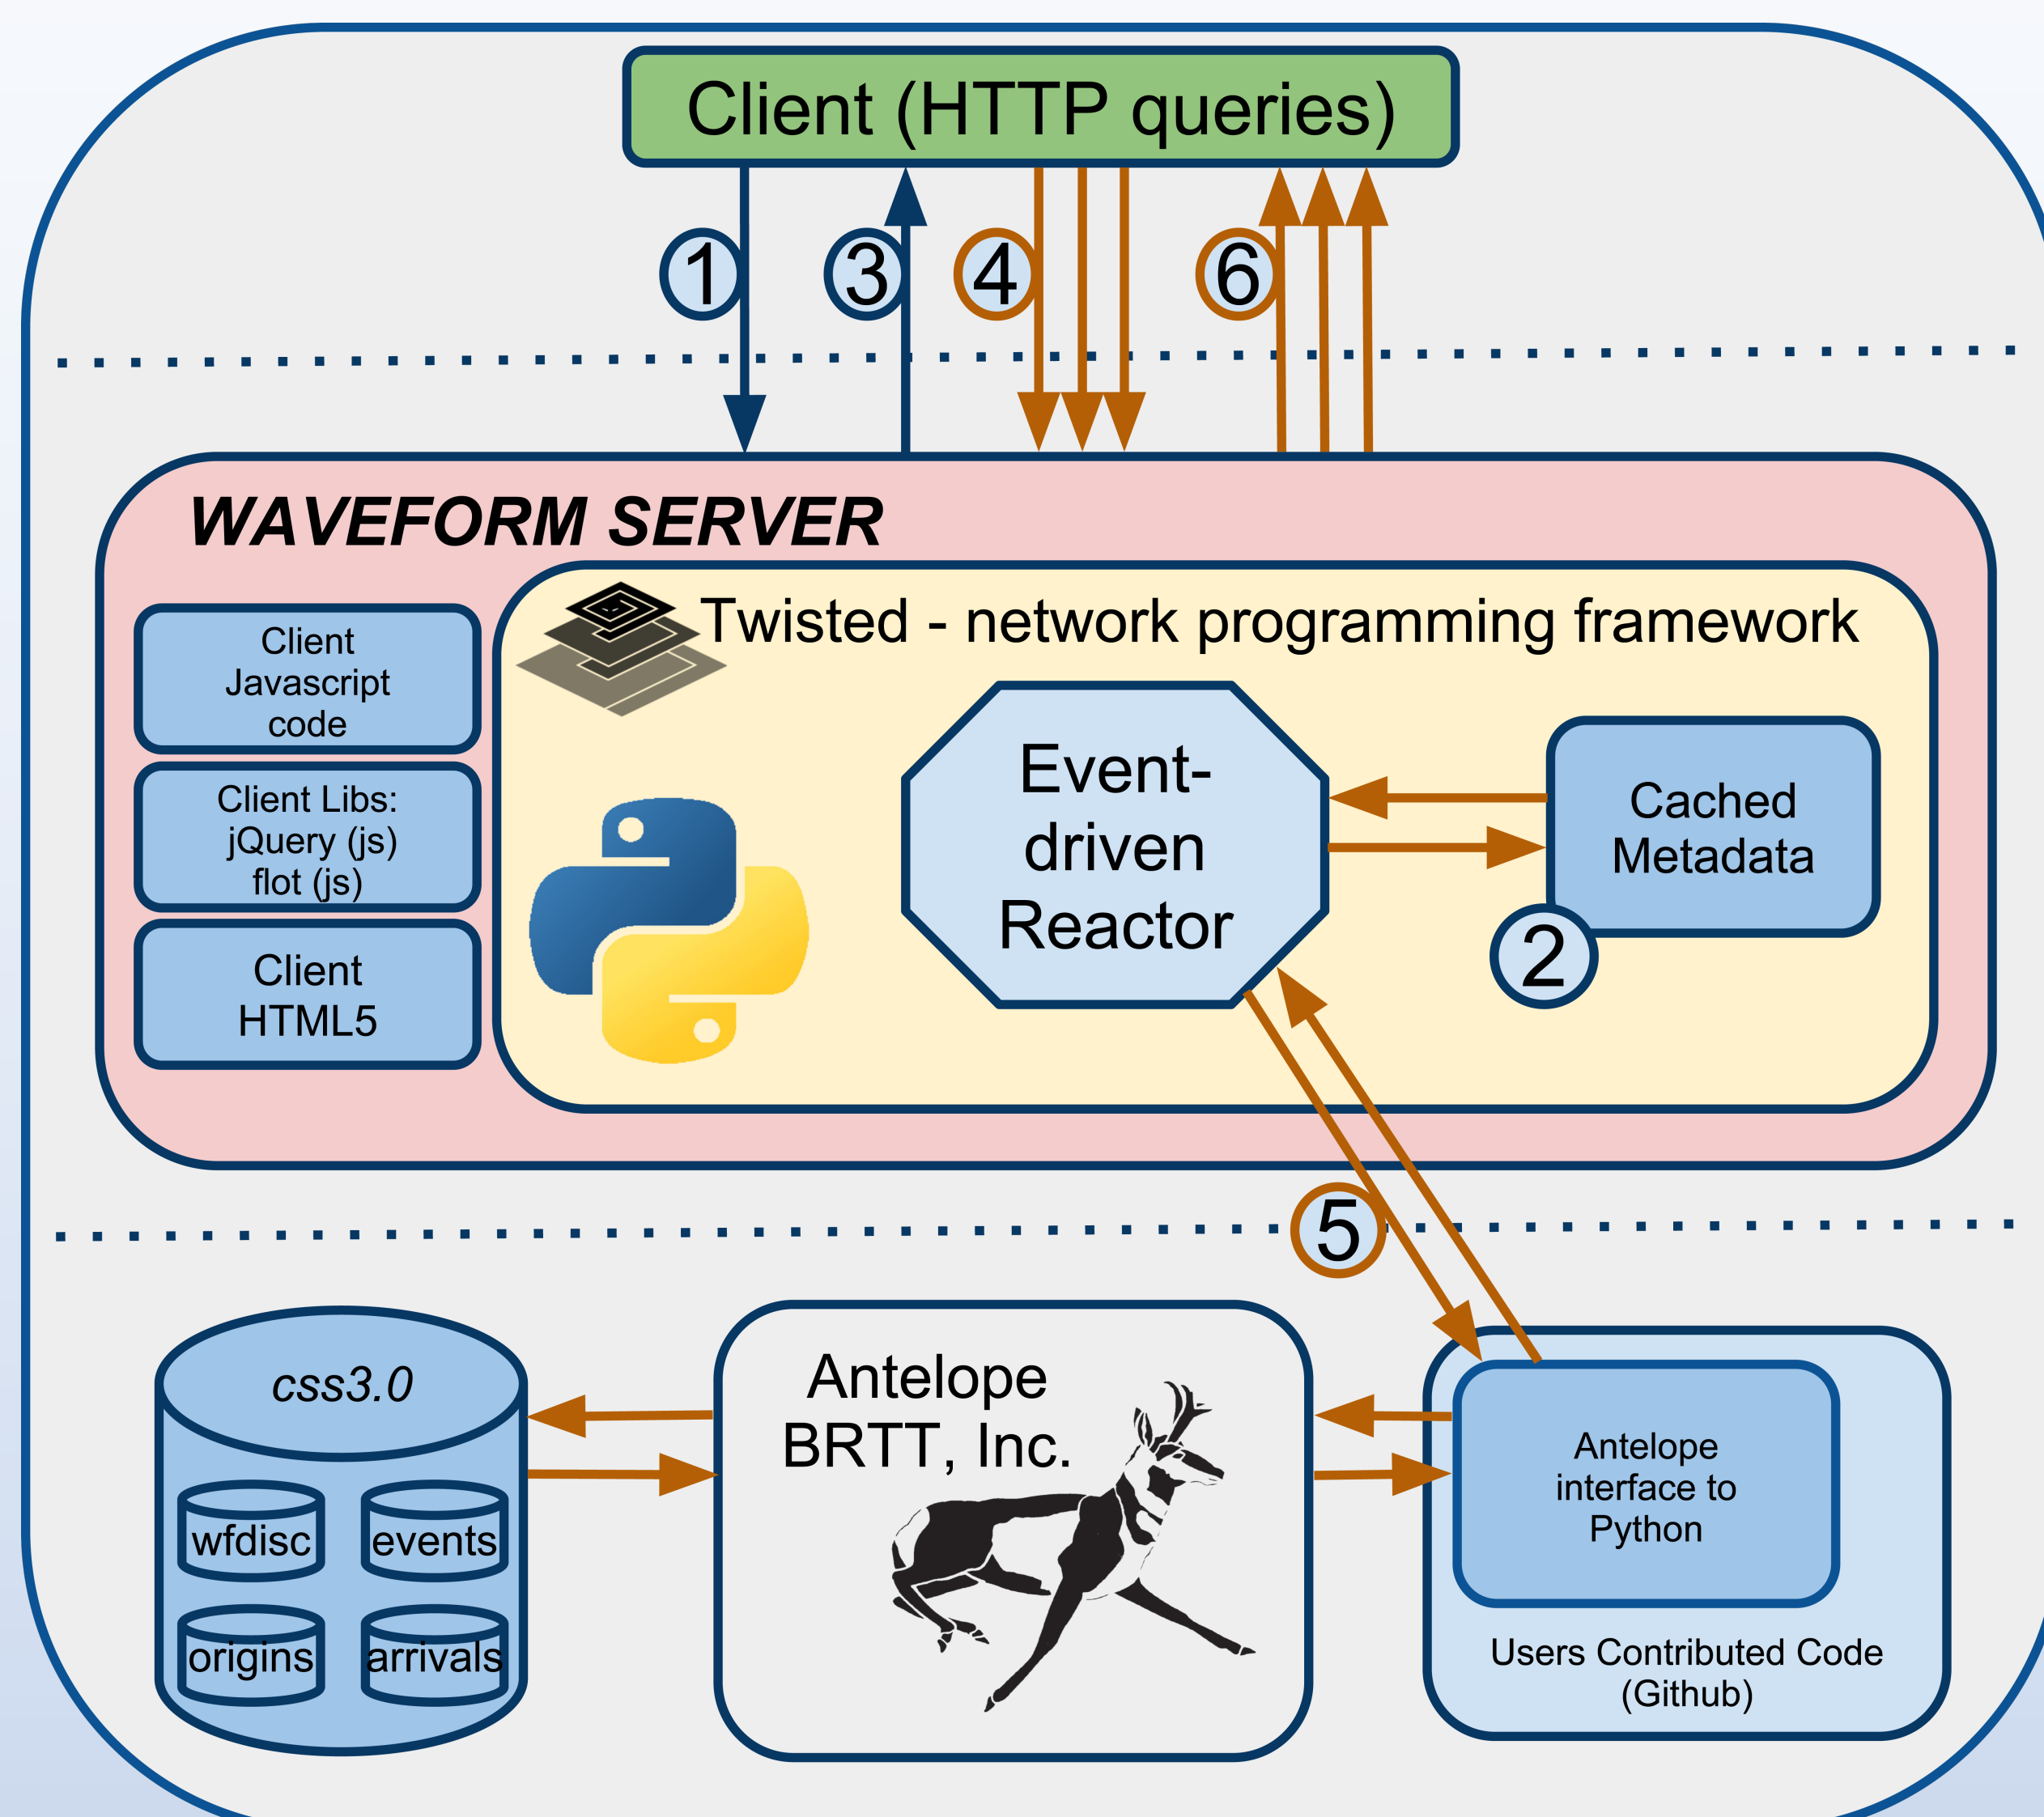 Client (HTTP queries)
1
3
4
6
WAVEFORM SERVER
Twisted - network programming framework
Client
Javascript
code
Client Libs:
jQuery (js)
flot (js)
Client
HTML5
Event-
driven
Reactor
Cached
Metadata
2
5
css3.0
wfdisc
events
origins
arrivals
Antelope
BRTT, Inc.
Antelope
interface to
Python
Users Contributed Code
(Github)